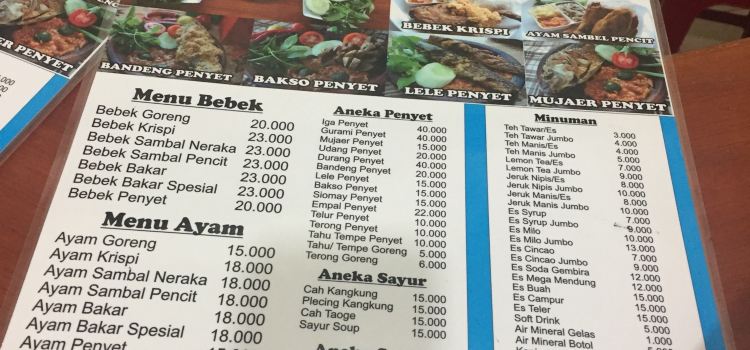 AYER PENYET
BANDENG PENYET
BAKSO PENYET
BEBEK KRISPI
AYAM SAMBEL PENCIT
LELE PENYET
MUJAER PENYET
Menu Bebek
Bebek Goreng 20.000
Bebek Krispi 23.000
Bebek Sambal Neraka 23.000
Bebek Sambal Pencit 23.000
Bebek Bakar 23.000
Bebek Bakar Spesial 23.000
Bebek Penyet 20.000
Menu Ayam
Ayam Goreng 15.000
Ayam Krispi 18.000
Ayam Sambal Neraka 18.000
Ayam Sambal Pencit 18.000
Ayam Bakar 18.000
Ayam Bakar Spesial 18.000
Ayam Penyet 15.000
Aneka Penyet
Iga Penyet 40.000
Gurami Penyet 40.000
Mujaer Penyet 15.000
Udang Penyet 20.000
Durang Penyet 40.000
Bandeng Penyet 15.000
Lele Penyet 15.000
Bakso Penyet 15.000
Siomay Penyet 15.000
Empal Penyet 22.000
Telur Penyet 10.000
Terong Penyet 10.000
Tahu Tempe Penyet 10.000
Tahu/ Tempe Goreng 5.000
Terong Goreng 6.000
Aneka Sayur
Cah Kangkung 15.000
Plecing Kangkung 15.000
Cah Taoge 15.000
Sayur Soup 15.000
Minuman
Teh Tawar/Es 3.000
Teh Tawar Jumbo 4.000
Teh Manis/Es 4.000
Teh Manis Jumbo 5.000
Lemon Tea/Es 7.000
Lemon Tea Jumbo 9.000
Jeruk Nipis/Es 8.000
Jeruk Nipis Jumbo 10.000
Jeruk Manis/Es 8.000
Jeruk Manis Jumbo 10.000
Es Syrup 7.000
Es Syrup Jumbo 9.000
Es Milo 10.000
Es Milo Jumbo 13.000
Es Cincao 7.000
Es Cincao Jumbo 9.000
Es Soda Gembira 12.000
Es Mega Mendung 12.000
Es Buah 12.000
Es Campur 15.000
Es Teler 15.000
Soft Drink 5.000
Air Mineral Gelas 1.000
Air Mineral Botol